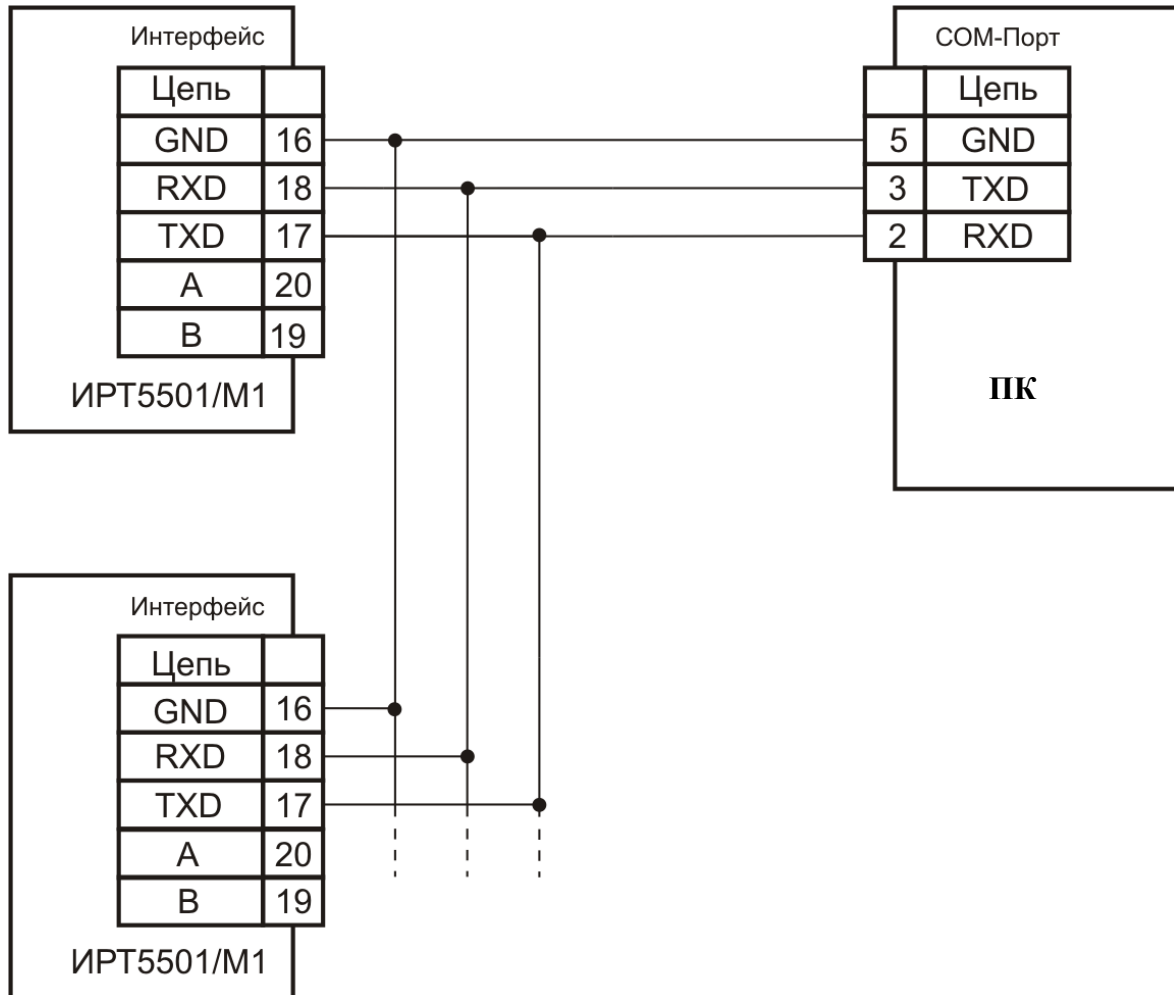 Интерфейс
Цепь
GND 16
RXD 18
TXD 17
A 20
B 19
ИРТ5501/М1
COM-Порт
Цепь
5 GND
3 TXD
2 RXD
ПК
Интерфейс
Цепь
GND 16
RXD 18
TXD 17
A 20
B 19
ИРТ5501/М1